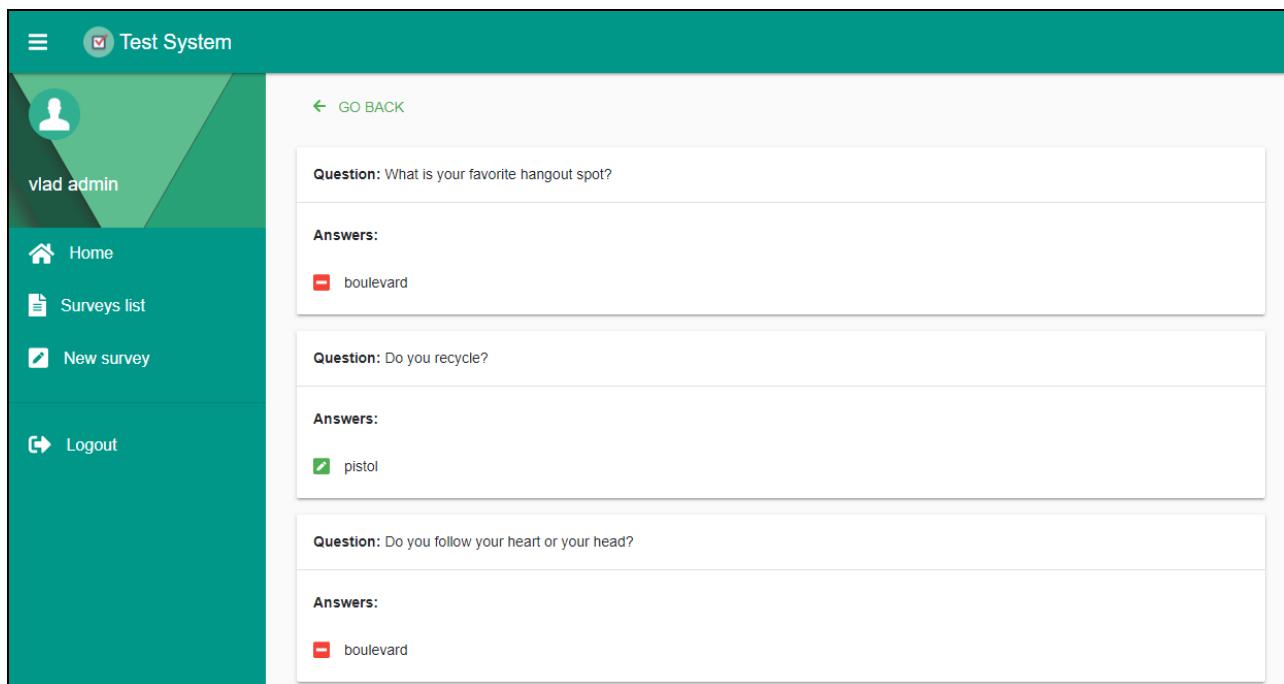 Test System
vlad admin
Home
Surveys list
New survey
Logout
GO BACK
Question: What is your favorite hangout spot?
Answers:
boulevard
Question: Do you recycle?
Answers:
pistol
Question: Do you follow your heart or your head?
Answers:
boulevard